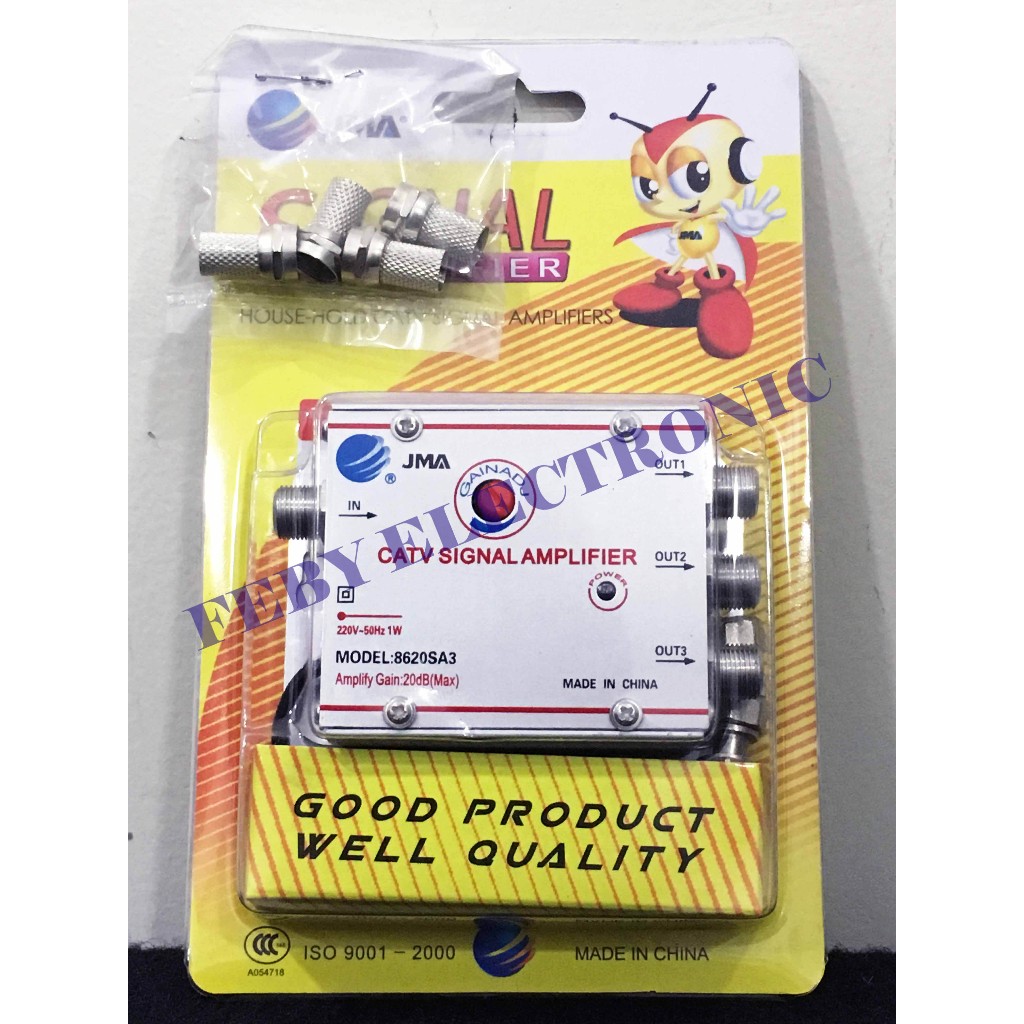 JMA
SIGNAL
HOUSE-HOLD CATV SIGNAL AMPLIFIERS
JMA
JMA
®
GAINADJ
IN
OUT1
CATV SIGNAL AMPLIFIER
OUT2
POWER
220V~50Hz 1W
OUT3
MODEL:8620SA3
Amplify Gain:20dB(Max)
MADE IN CHINA
FEBY ELECTRONIC
GOOD PRODUCT
WELL QUALITY
CCC
A054718
ISO 9001 – 2000
MADE IN CHINA